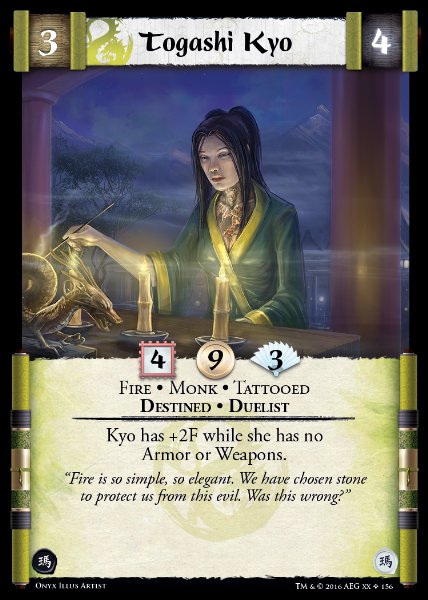 3
Togashi Kyo
4
4
9
3
Fire • Monk • Tattooed
Destined • Duelist
Kyo has +2F while she has no
Armor or Weapons.
“Fire is so simple, so elegant. We have chosen stone
to protect us from this evil. Was this wrong?”
瑪
瑪
Onyx Illus Artist
TM & © 2016 AEG XX ❖ 156